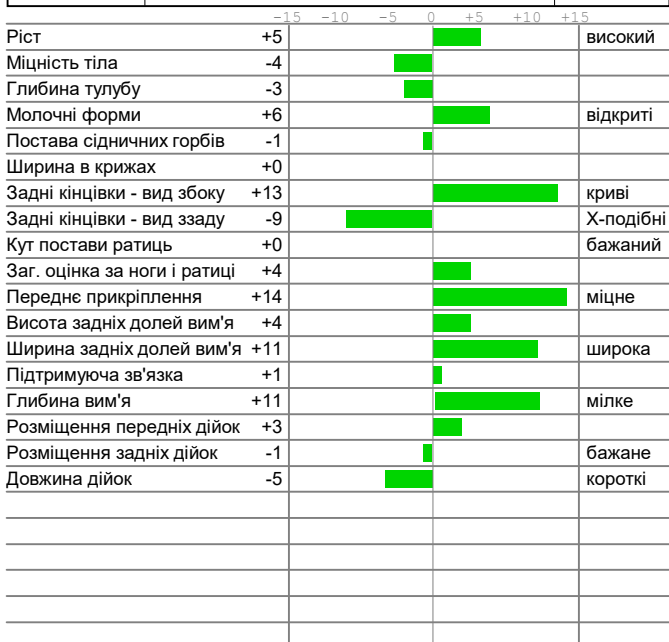 -15 -10 -5 0 +5 +10 +15
Ріст +5 високий
Міцність тіла -4
Глибина тулубу -3
Молочні форми +6 відкриті
Постава сідничних горбів -1
Ширина в крижах +0
Задні кінцівки - вид збоку +13 криві
Задні кінцівки - вид ззаду -9 Х-подібні
Кут постави ратиць +0 бажаний
Заг. оцінка за ноги і ратиці +4
Переднє прикріплення +14 міцне
Висота задніх долей вим'я +4
Ширина задніх долей вим'я +11 широка
Підтримуюча зв'язка +1
Глибина вим'я +11 мілке
Розміщення передніх дійок +3
Розміщення задніх дійок -1 бажане
Довжина дійок -5 короткі